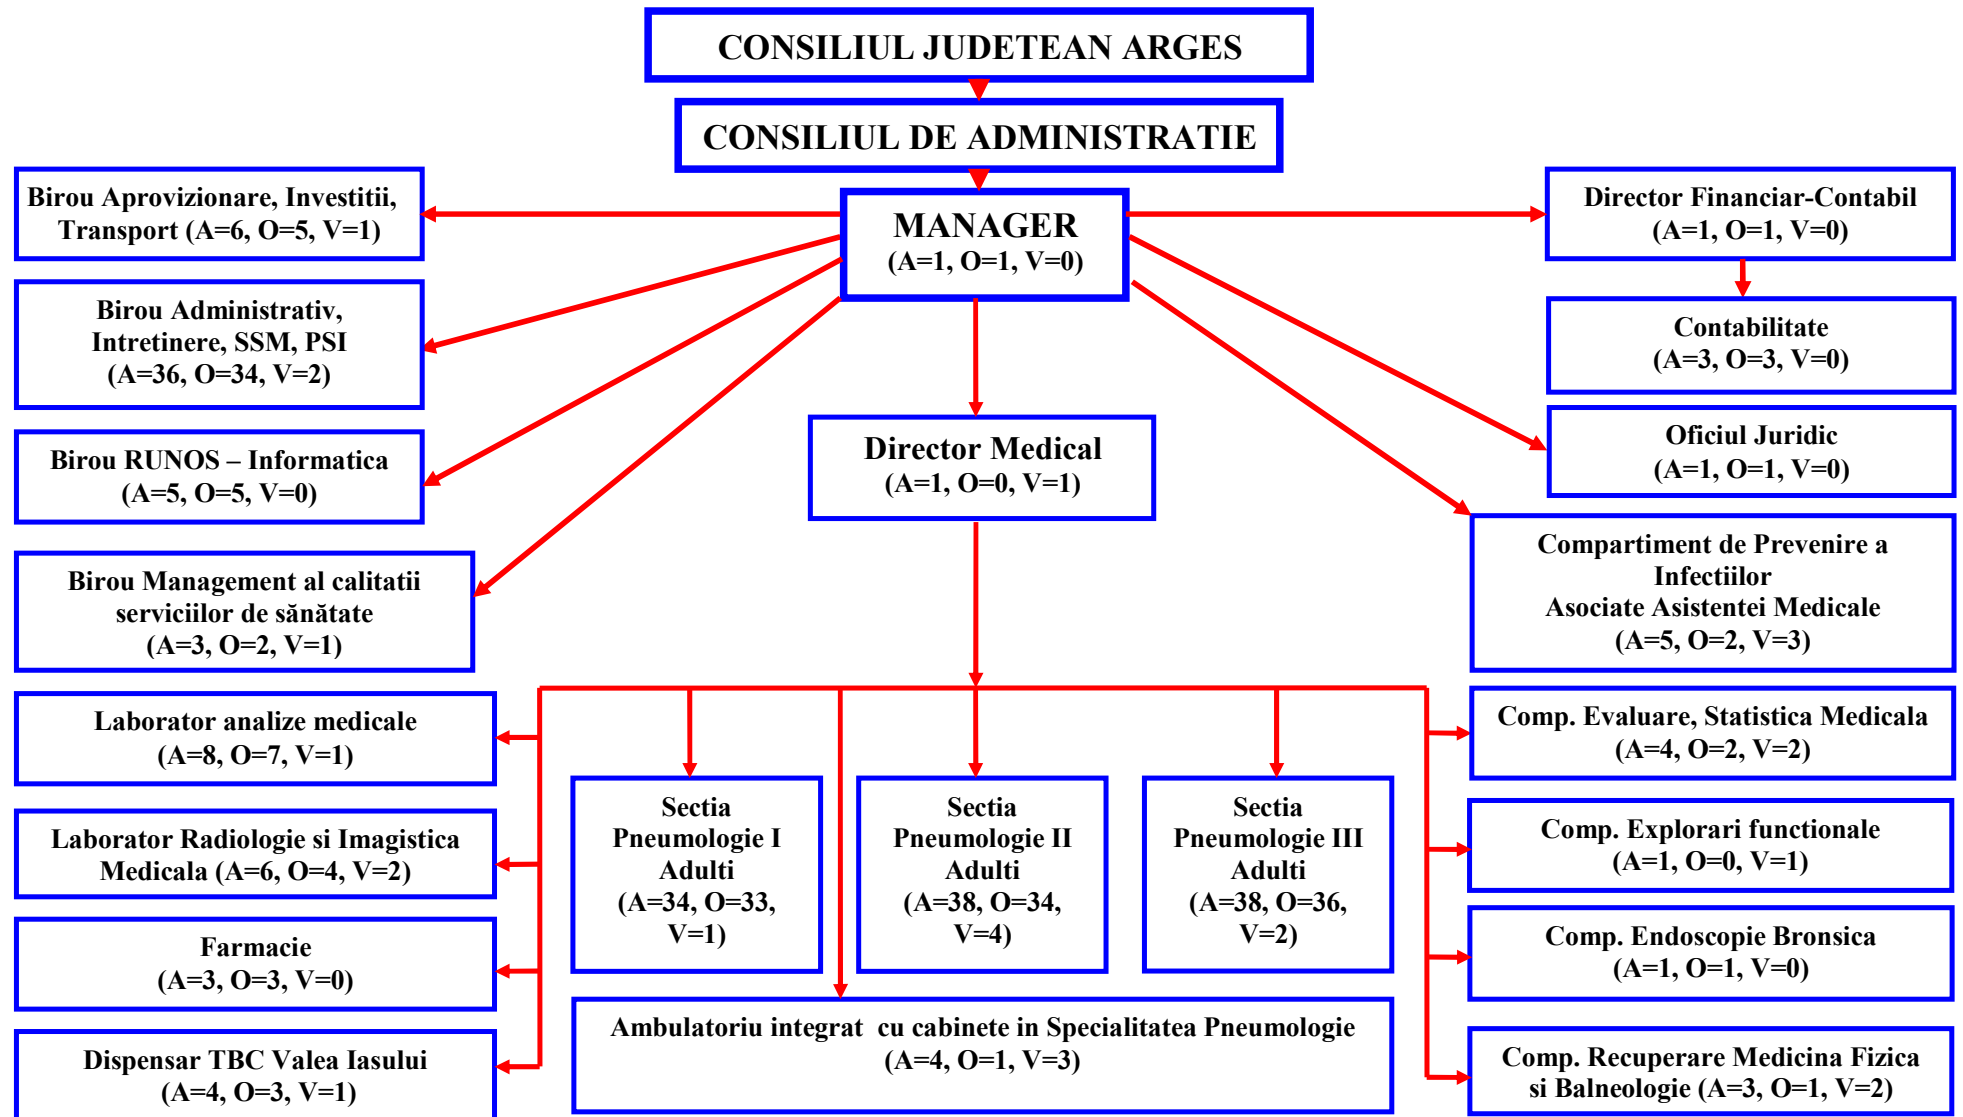 CONSILIUL JUDETEAN ARGES
CONSILIUL DE ADMINISTRATIE
MANAGER
(A=1, O=1, V=0)
Birou Aprovizionare, Investitii,
Transport (A=6, O=5, V=1)
Birou Administrativ,
Intretinere, SSM, PSI
(A=36, O=34, V=2)
Birou RUNOS – Informatica
(A=5, O=5, V=0)
Birou Management al calitatii
serviciilor de sănătate
(A=3, O=2, V=1)
Director Financiar-Contabil
(A=1, O=1, V=0)
Contabilitate
(A=3, O=3, V=0)
Oficiul Juridic
(A=1, O=1, V=0)
Compartiment de Prevenire a
Infectiilor
Asociate Asistentei Medicale
(A=5, O=2, V=3)
Director Medical
(A=1, O=0, V=1)
Laborator analize medicale
(A=8, O=7, V=1)
Laborator Radiologie si Imagistica
Medicala (A=6, O=4, V=2)
Farmacie
(A=3, O=3, V=0)
Dispensar TBC Valea Iasului
(A=4, O=3, V=1)
Sectia
Pneumologie I
Adulti
(A=34, O=33,
V=1)
Sectia
Pneumologie II
Adulti
(A=38, O=34,
V=4)
Sectia
Pneumologie III
Adulti
(A=38, O=36,
V=2)
Ambulatoriu integrat cu cabinete in Specialitatea Pneumologie
(A=4, O=1, V=3)
Comp. Evaluare, Statistica Medicala
(A=4, O=2, V=2)
Comp. Explorari functionale
(A=1, O=0, V=1)
Comp. Endoscopie Bronsica
(A=1, O=1, V=0)
Comp. Recuperare Medicina Fizica
si Balneologie (A=3, O=1, V=2)